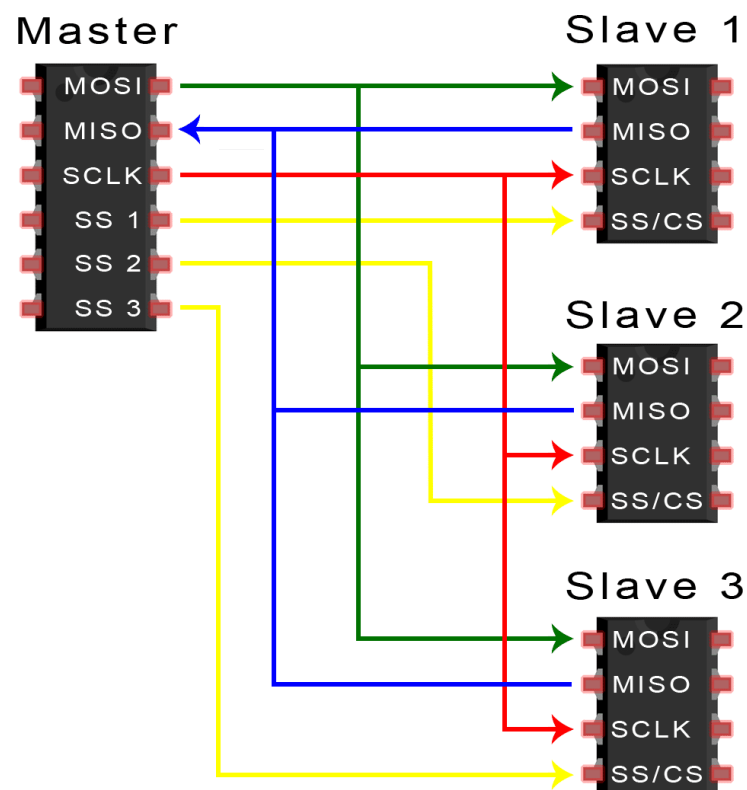 Master
MOSI
MISO
SCLK
SS 1
SS 2
SS 3
Slave 1
MOSI
MISO
SCLK
SS/CS
Slave 2
MOSI
MISO
SCLK
SS/CS
Slave 3
MOSI
MISO
SCLK
SS/CS